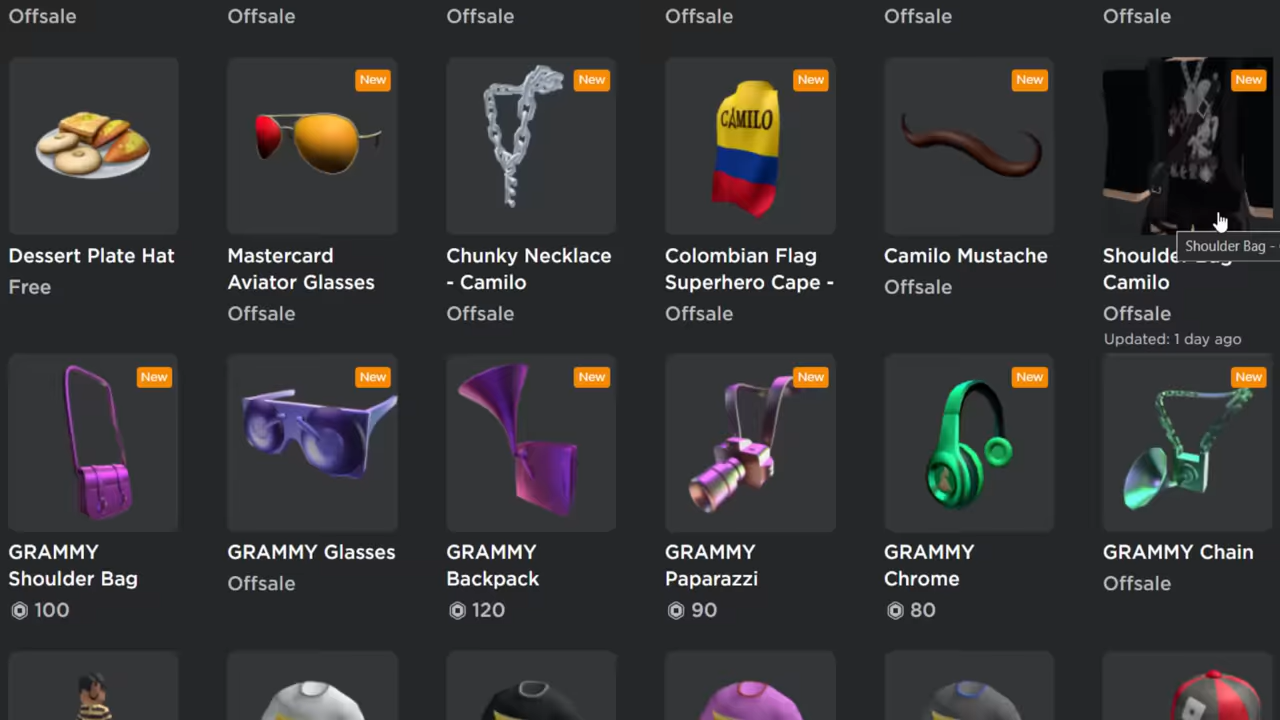 Offsale
Offsale
Offsale
Offsale
Offsale
Offsale
New
New
New
New
New
CAMILO
Dessert Plate Hat
Free
Mastercard
Aviator Glasses
Offsale
Chunky Necklace
- Camilo
Offsale
Colombian Flag
Superhero Cape -
Offsale
Camilo Mustache
Offsale
Shoulder Bag -
Camilo
Offsale
Updated: 1 day ago
Shoulder Bag -
New
New
New
New
New
New
GRAMMY
Shoulder Bag
100
GRAMMY Glasses
Offsale
GRAMMY
Backpack
120
GRAMMY
Paparazzi
90
GRAMMY
Chrome
80
GRAMMY Chain
Offsale